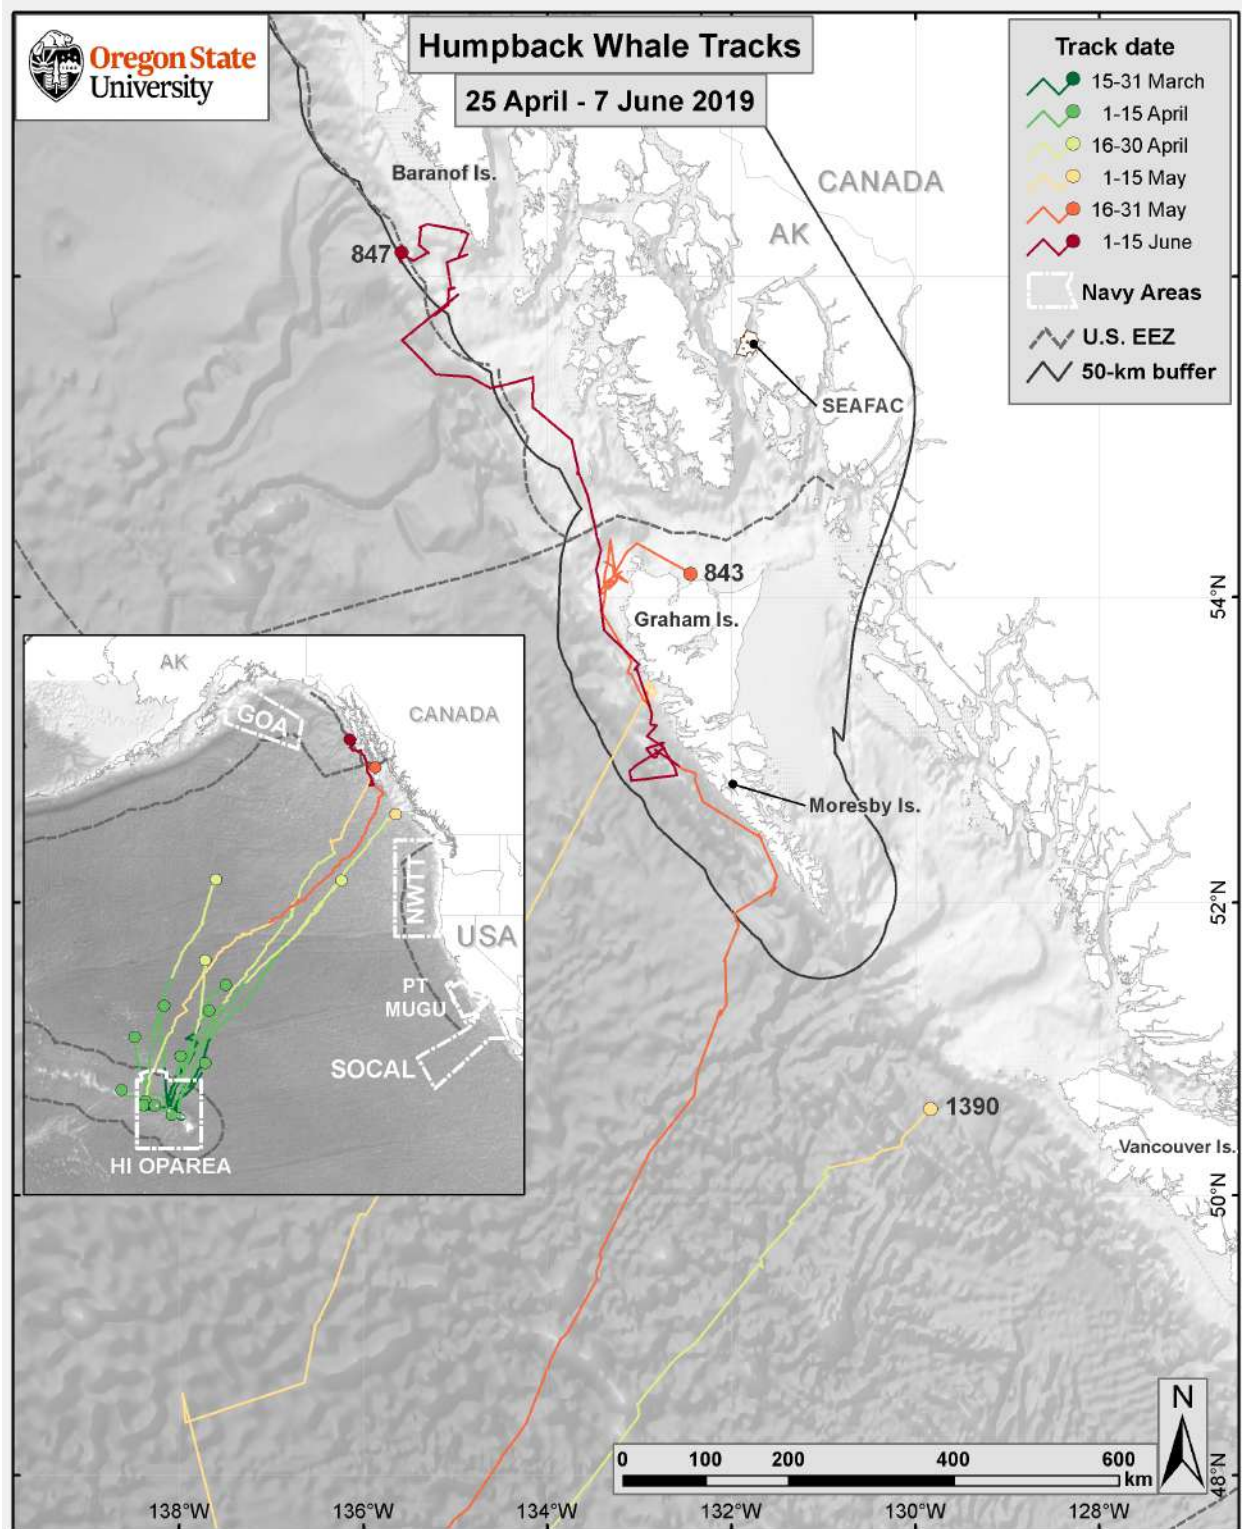 Oregon State
University
Humpback Whale Tracks
25 April - 7 June 2019
Track date
15-31 March
1-15 April
16-30 April
1-15 May
16-31 May
1-15 June
Navy Areas
U.S. EEZ
50-km buffer
Baranof Is.
CANADA
AK
847
SEAFAC
843
54°N
Graham Is.
AK
GOA
CANADA
Moresby Is.
NWTT
USA
52°N
PT
MUGU
SOCAL
HI OPAREA
1390
Vancouver Is.
50°N
N
0 100 200 400 600
km
48°N
138°W 136°W 134°W 132°W 130°W 128°W